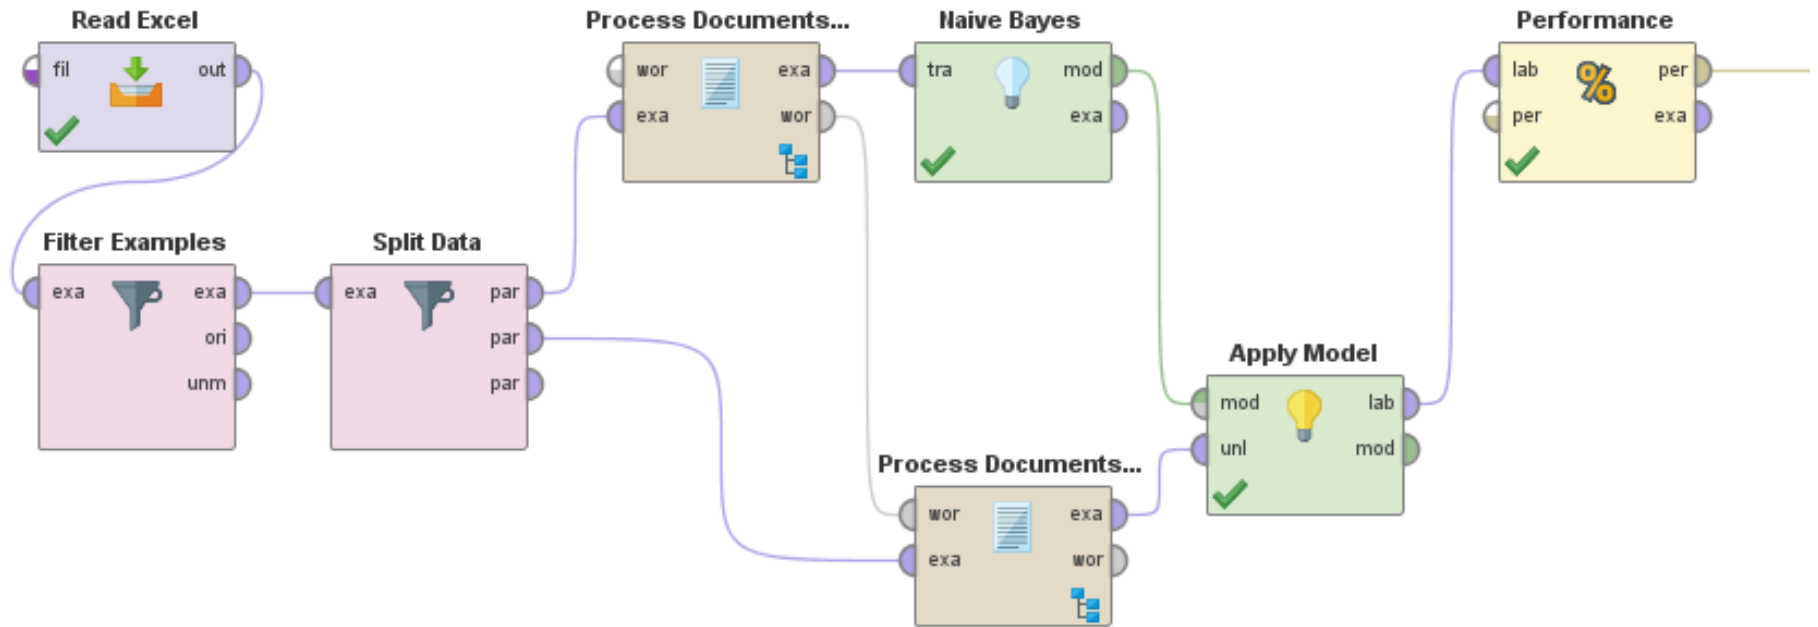 Read Excel
fil out
Process Documents...
wor exa
exa wor
Naive Bayes
tra mod
exa
Performance
lab per
per exa
Filter Examples
exa exa
ori
unm
Split Data
exa par
par
par
Apply Model
mod lab
unl mod
Process Documents...
wor exa
exa wor